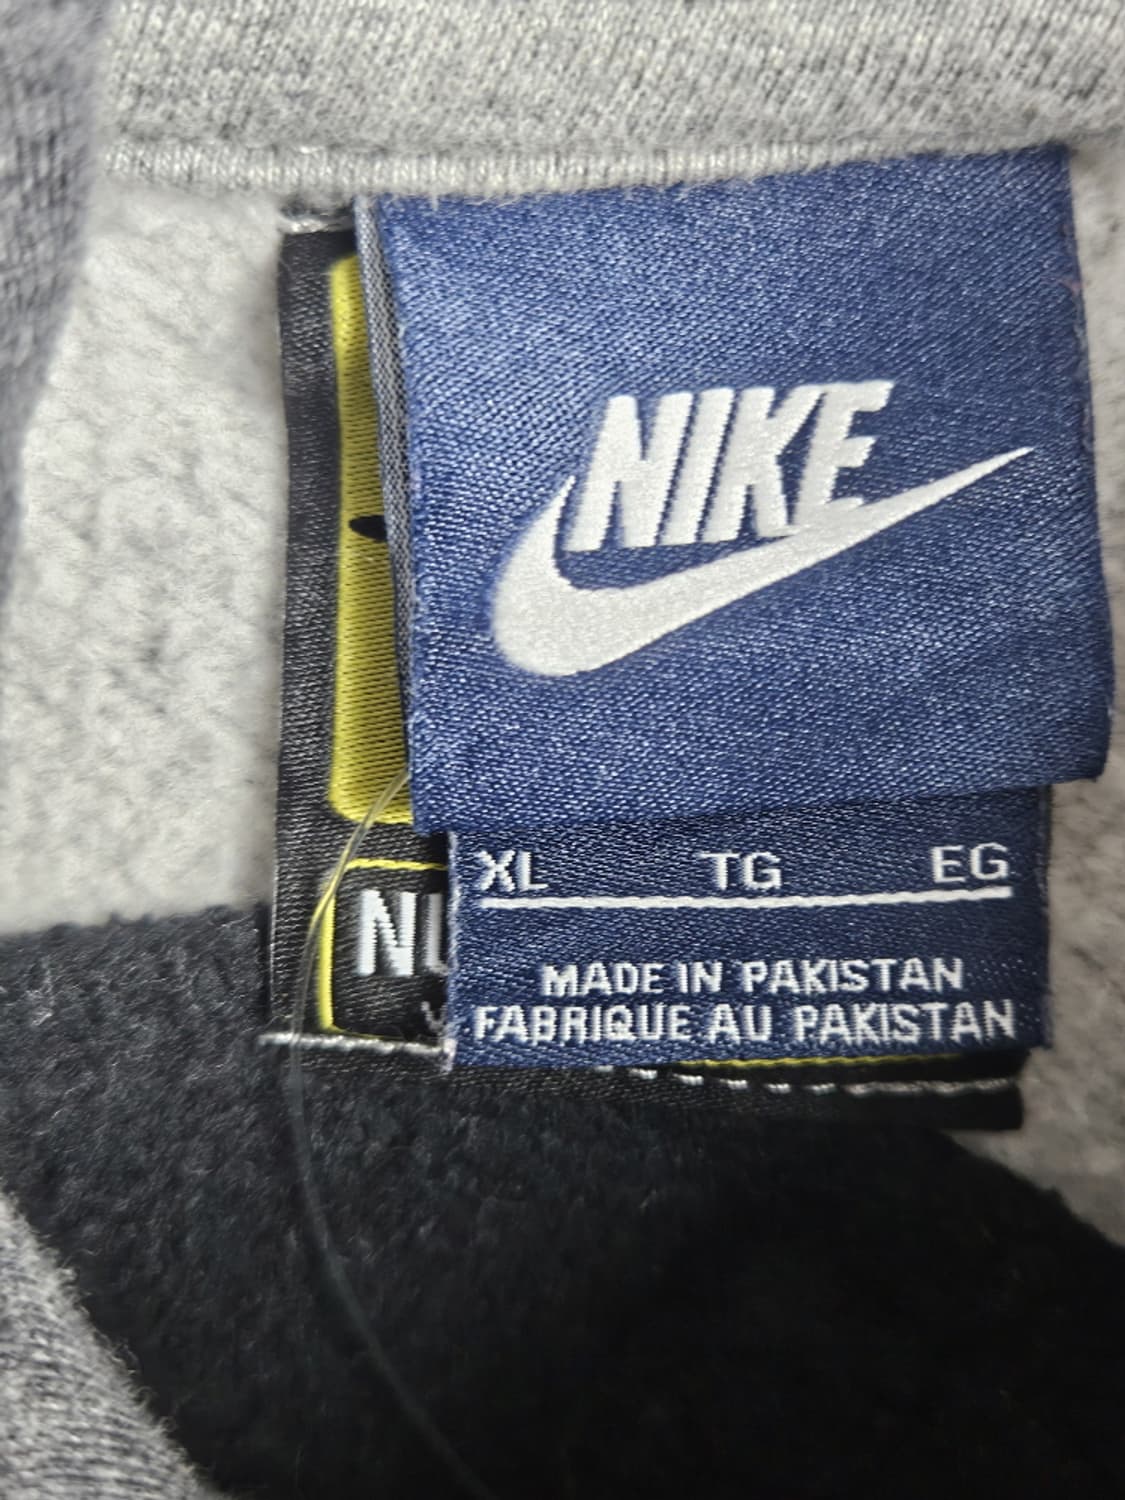 NIKE
XL TG EG
MADE IN PAKISTAN
FABRIQUE AU PAKISTAN